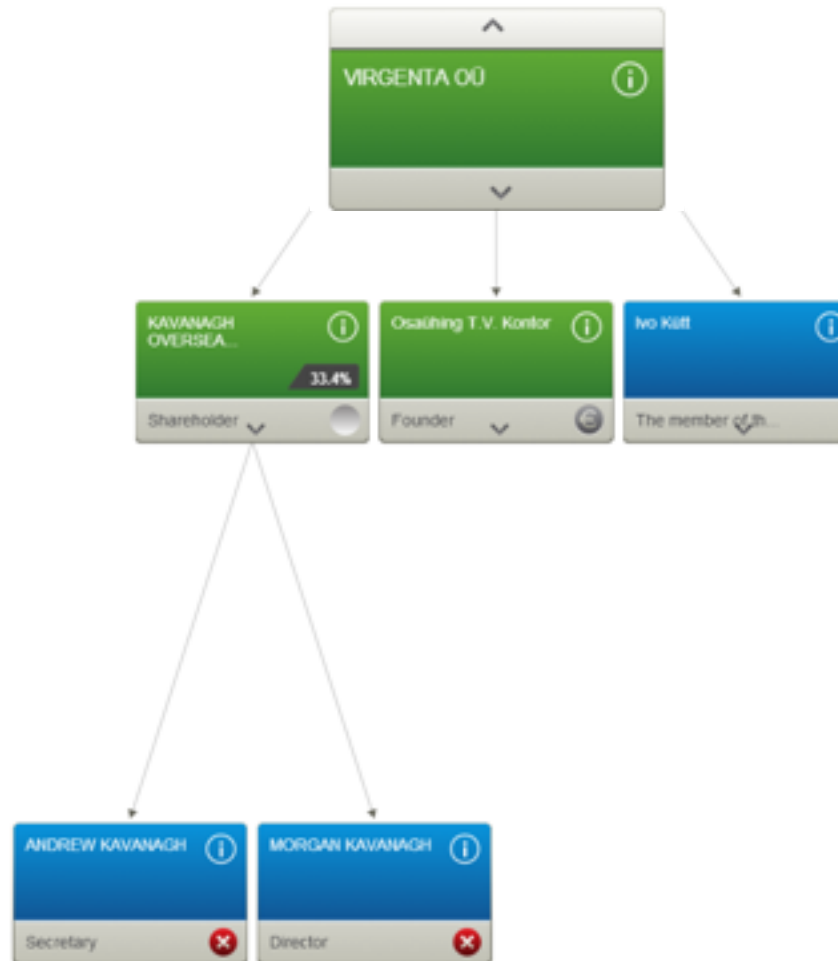 VIRGENTA OÜ
KAVANAGH
OVERSEA...
33.4%
Shareholder
Osaühing T.V. Kontor
Founder
Ivo Kütt
The member of th...
ANDREW KAVANAGH
Secretary
MORGAN KAVANAGH
Director